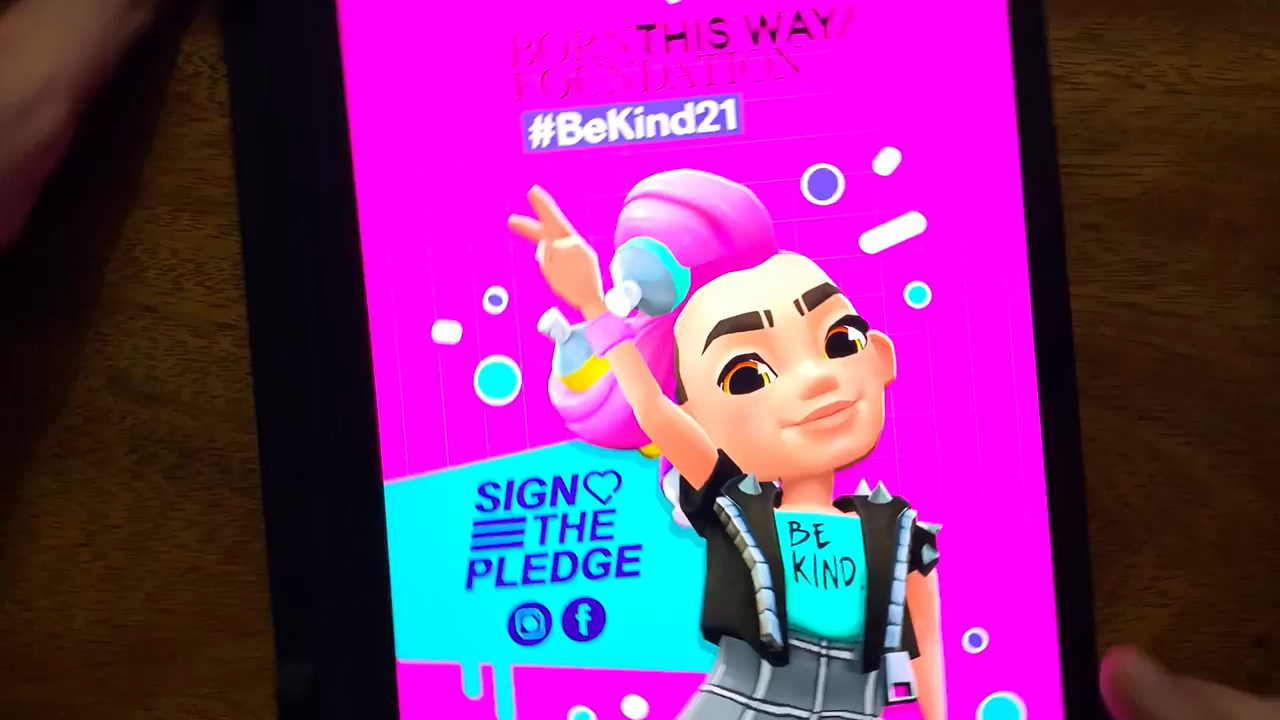 BORN THIS WAY/
FOUNDATION
#BeKind21
SIGN
THE
PLEDGE
BE
KIND.